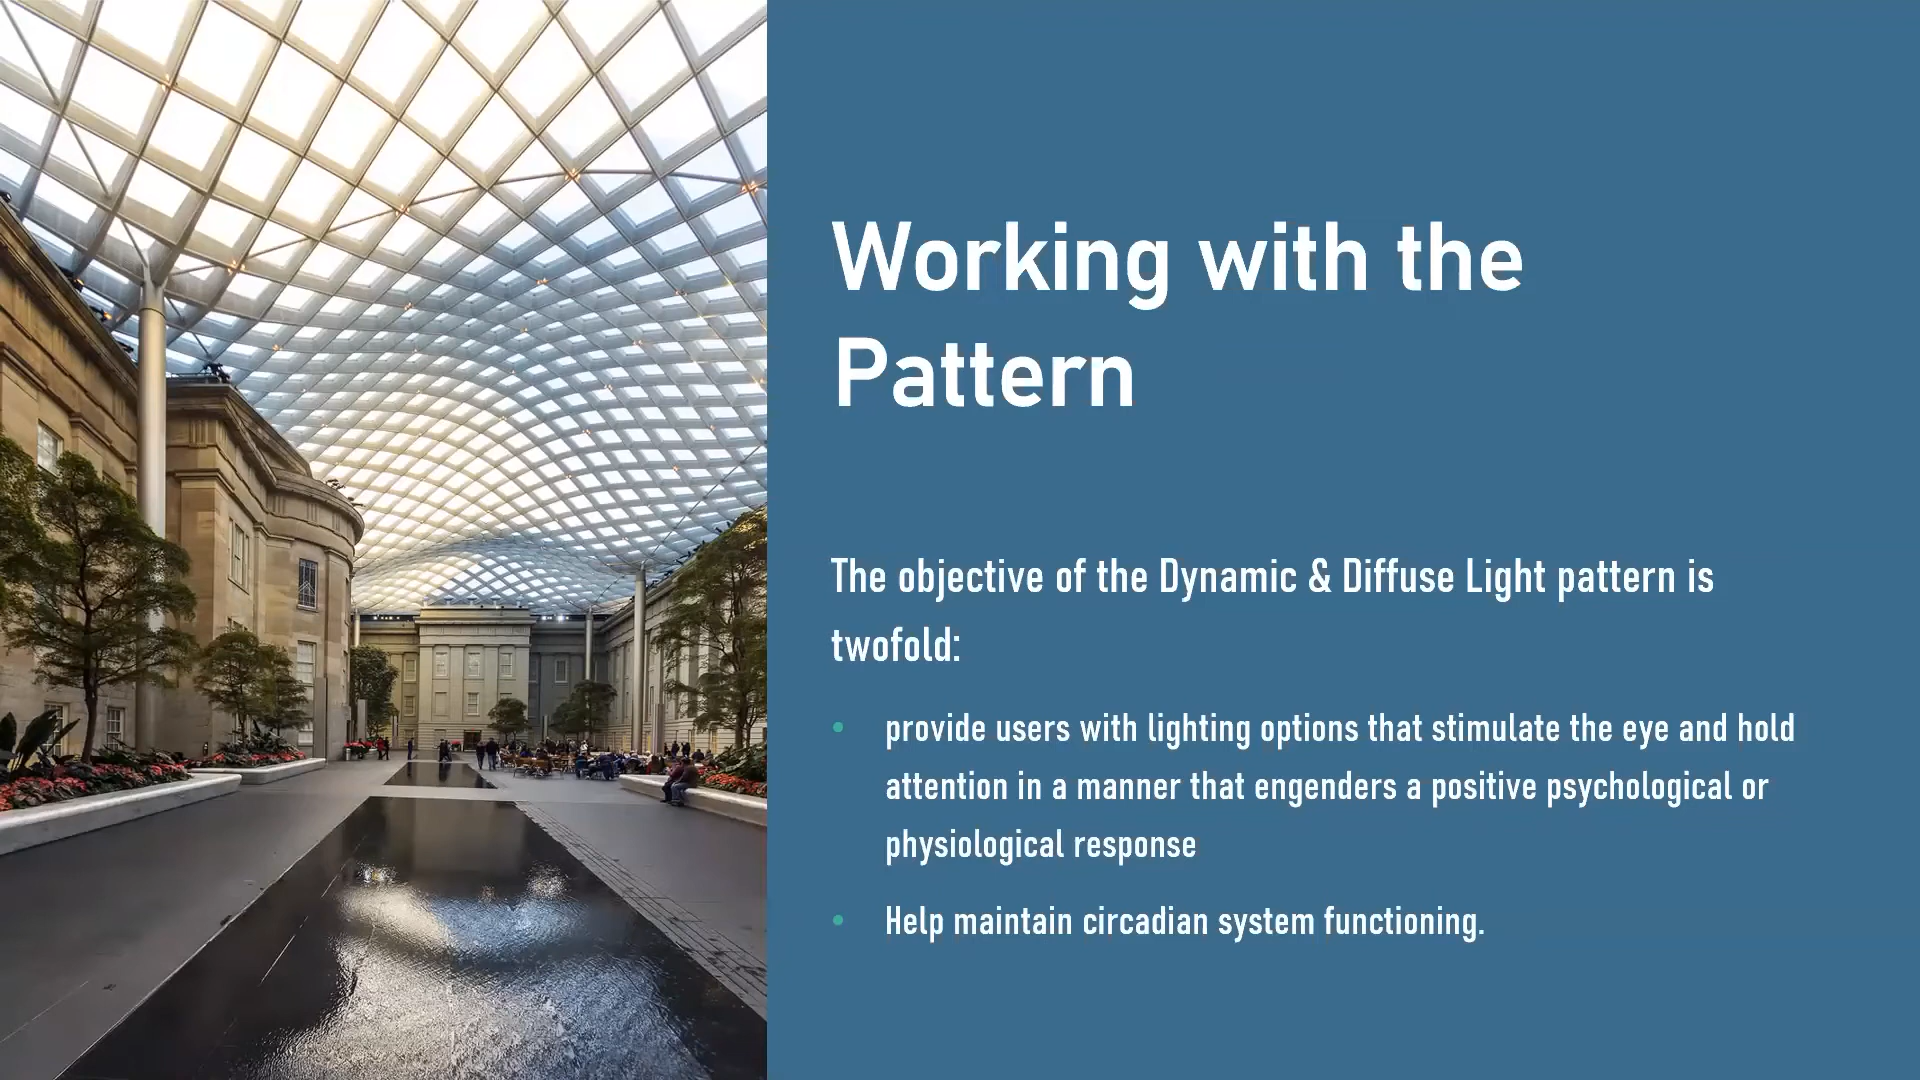 Working with the
Pattern
The objective of the Dynamic & Diffuse Light pattern is
twofold:
• provide users with lighting options that stimulate the eye and hold
attention in a manner that engenders a positive psychological or
physiological response
• Help maintain circadian system functioning.